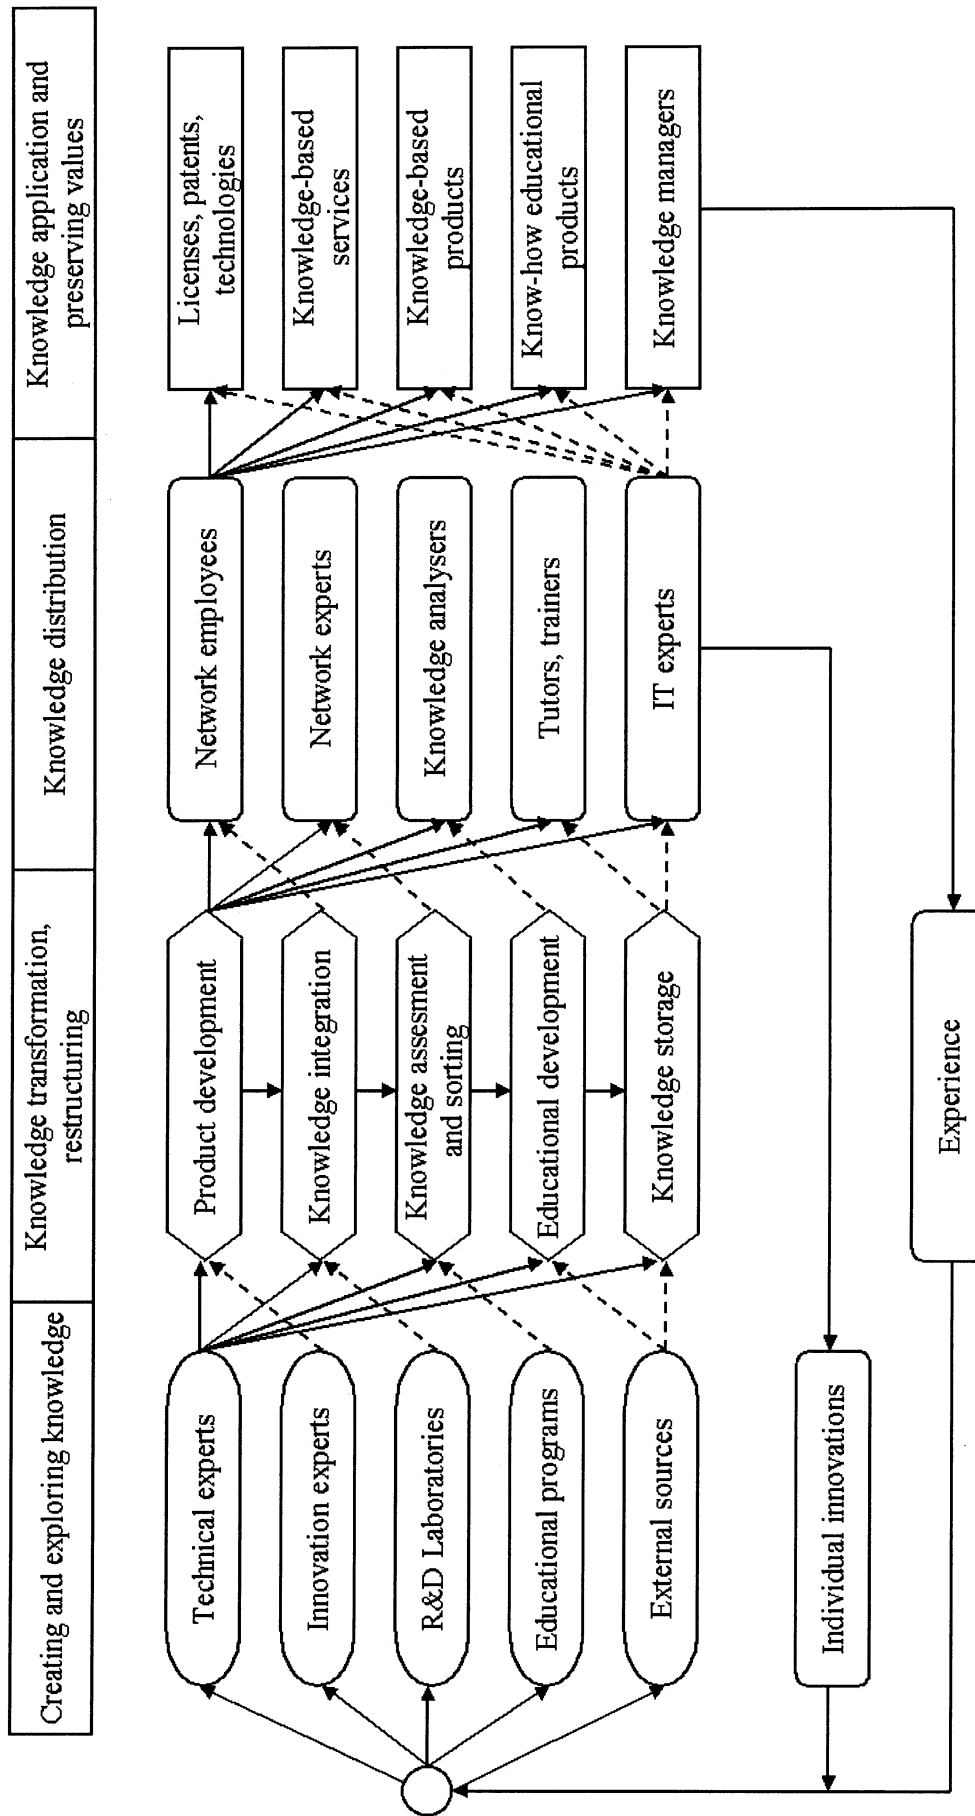 Creating and exploring knowledge
Knowledge transformation,
restructuring
Knowledge distribution
Knowledge application and
preserving values
Technical experts
Innovation experts
R&D Laboratories
Educational programs
External sources
Product development
Knowledge integration
Knowledge assesment
and sorting
Educational development
Knowledge storage
Network employees
Network experts
Knowledge analysers
Tutors, trainers
IT experts
Licenses, patents,
technologies
Knowledge-based
services
Knowledge-based
products
Know-how educational
products
Knowledge managers
Individual innovations
Experience